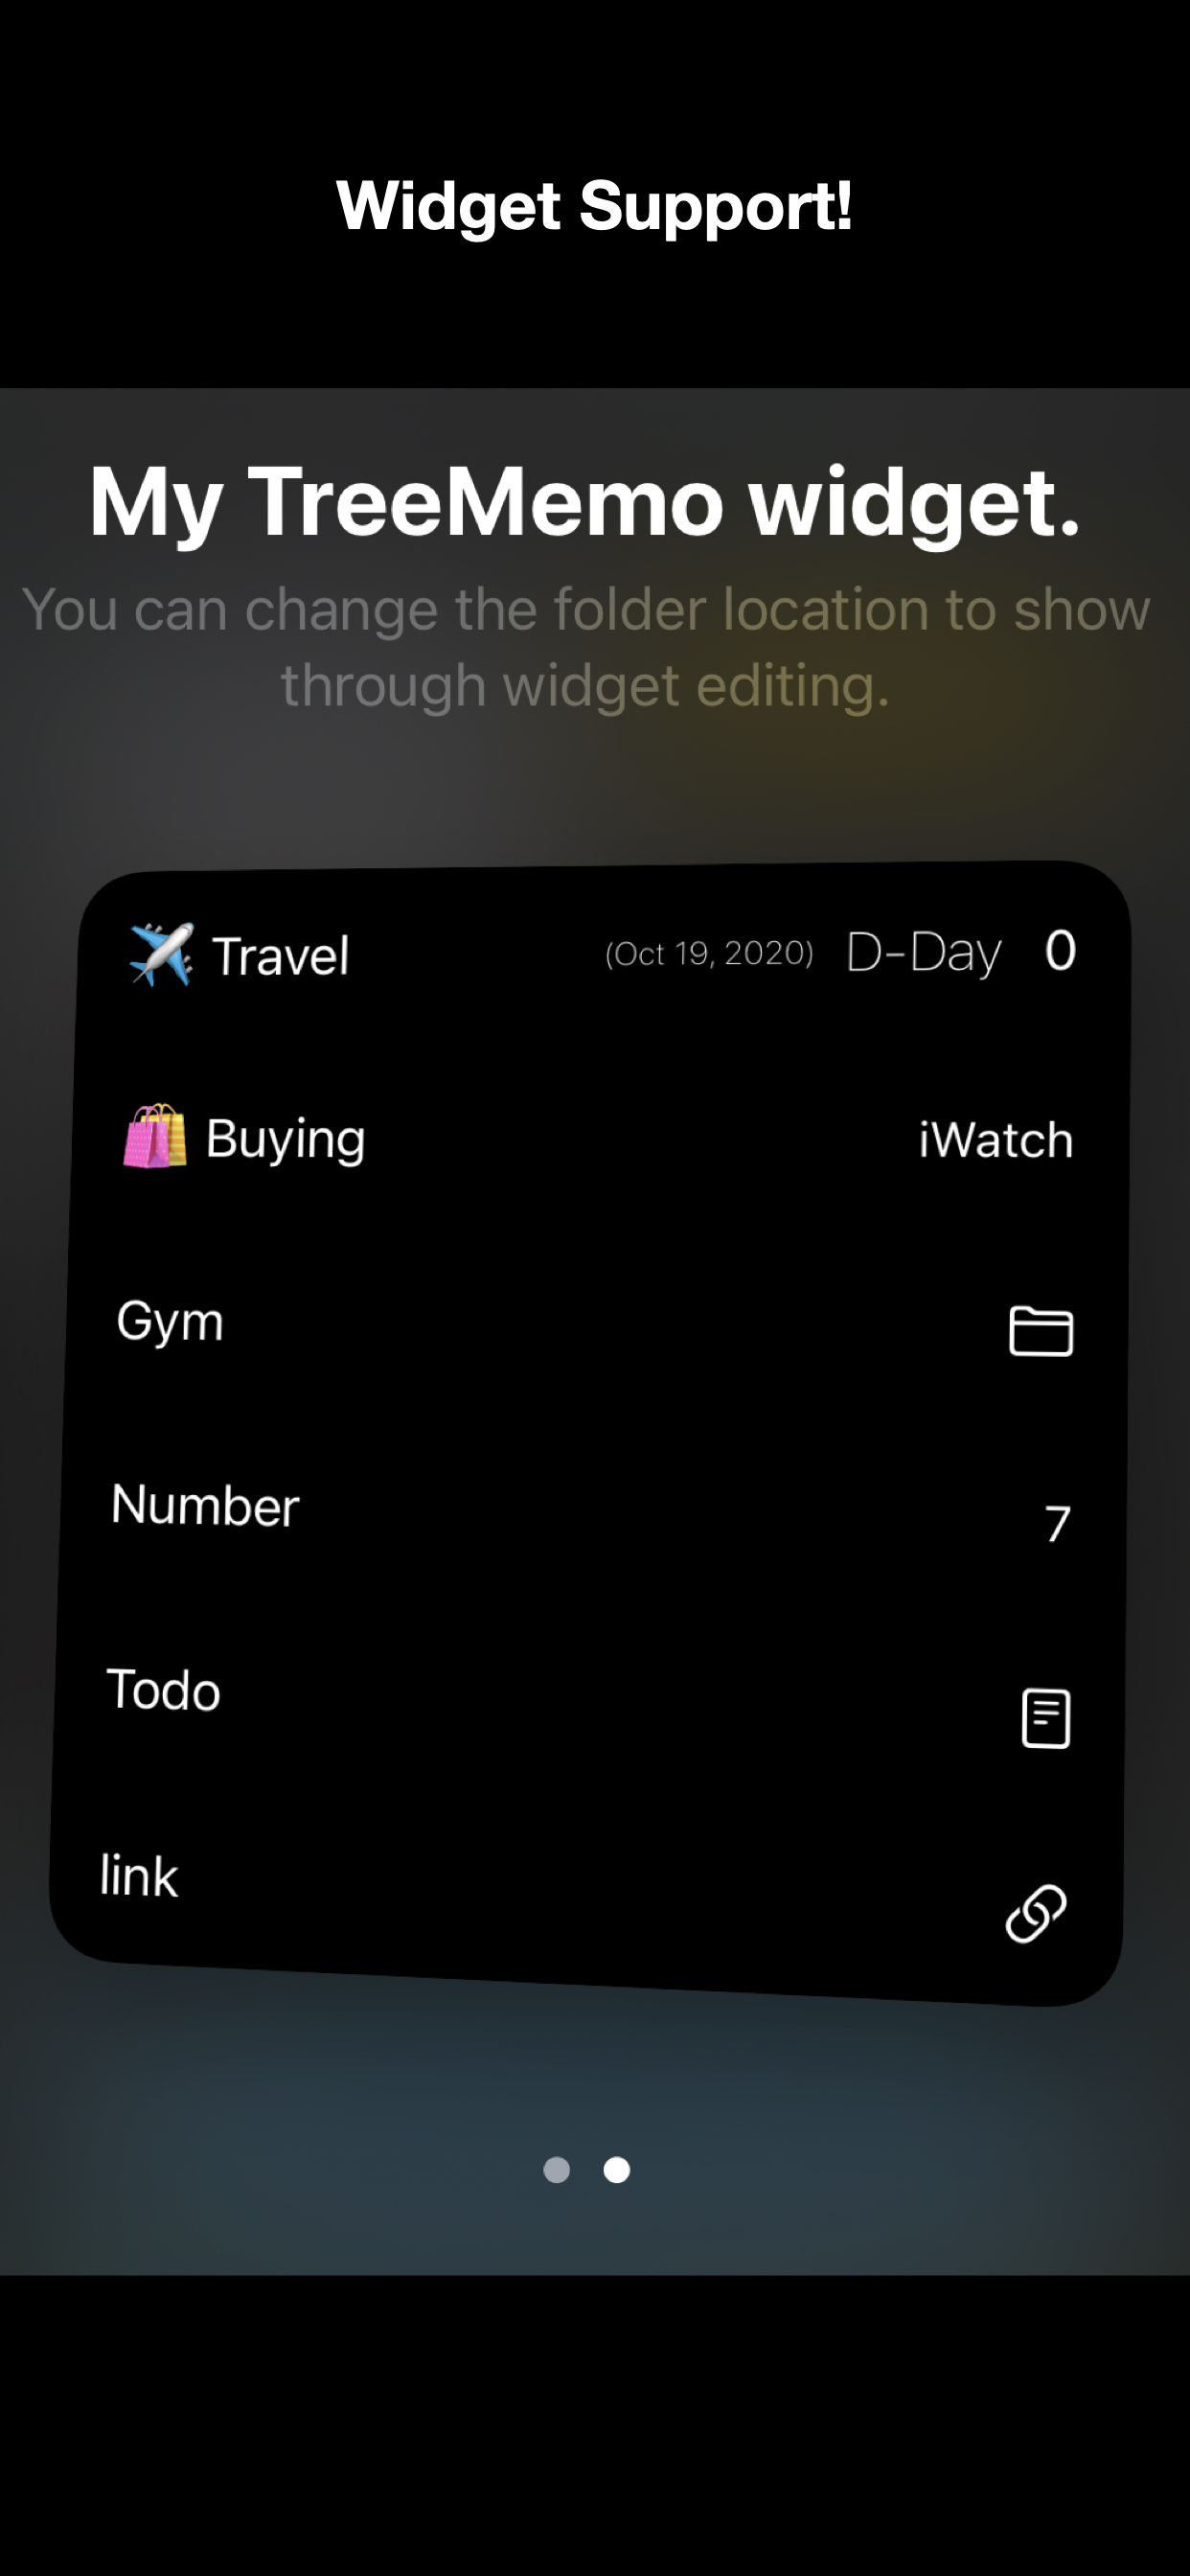 Widget Support!
My TreeMemo widget.
You can change the folder location to show
through widget editing.
✈️ Travel (Oct 19, 2020) D-Day 0
🛍️ Buying iWatch
Gym
Number 7
Todo
link